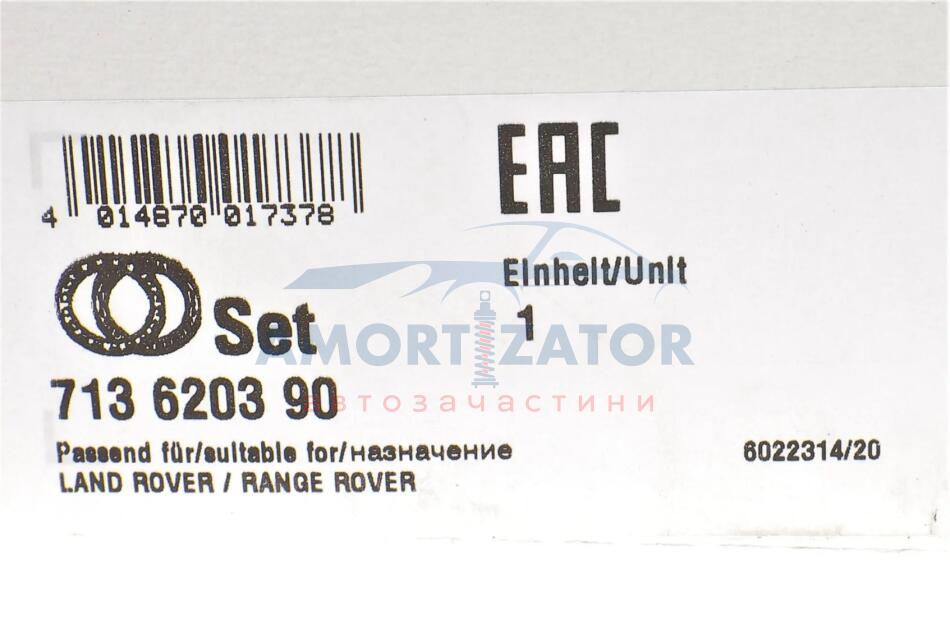 EAC
4 014870 017378
Einheit/Unit
Set
1
AMORTIZATOR
713 6203 90
автозачастини
Passend für/suitable for/назначение
6022314/20
LAND ROVER / RANGE ROVER